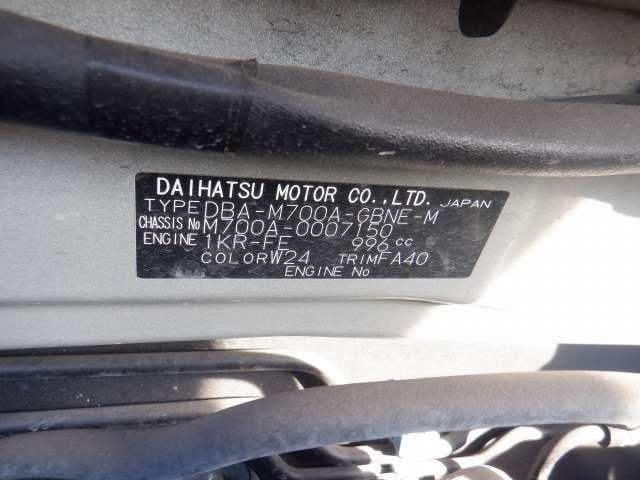 DAIHATSU MOTOR CO.,LTD. JAPAN
TYPE DBA-M700A-GBNE-M
CHASSIS No M700A-0007150
ENGINE 1KR-FE 996 cc
COLOR W24 TRIM FA40
ENGINE No